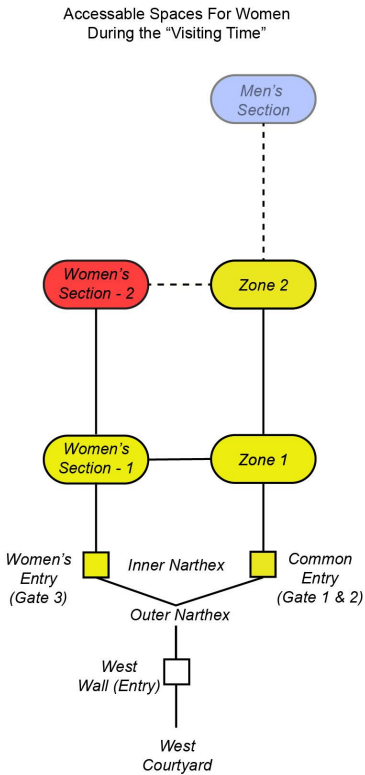 Accessable Spaces For Women
During the “Visiting Time”
Men's
Section
Women's
Section - 2
Zone 2
Women's
Section - 1
Zone 1
Women's
Entry
(Gate 3)
Inner Narthex
Common
Entry
(Gate 1 & 2)
Outer Narthex
West
Wall (Entry)
West
Courtyard